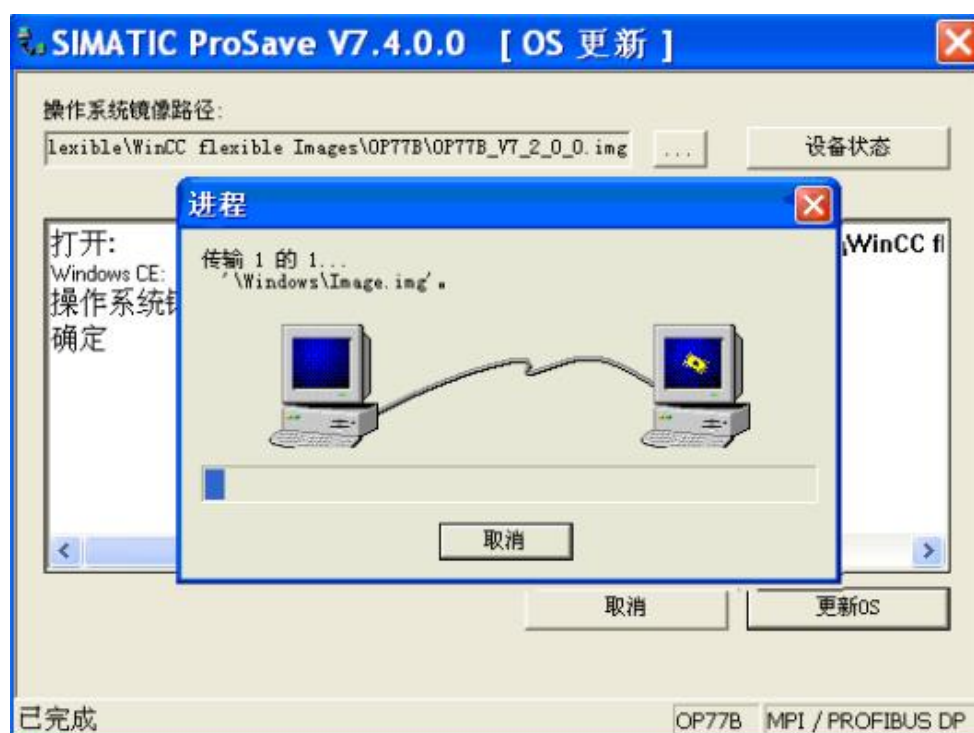 SIMATIC ProSave V7.4.0.0 [ OS 更新 ]
操作系统镜像路径:
lexible\WinCC flexible Images\OP77B\OP77B_V7_2_0_0.img
...
设备状态
进程
打开:
WinCC fl
Windows CE:
操作系统镜
确定
传输 1 的 1...
'\Windows\Image.img'。
取消
取消
更新OS
已完成
OP77B
MPI / PROFIBUS DP